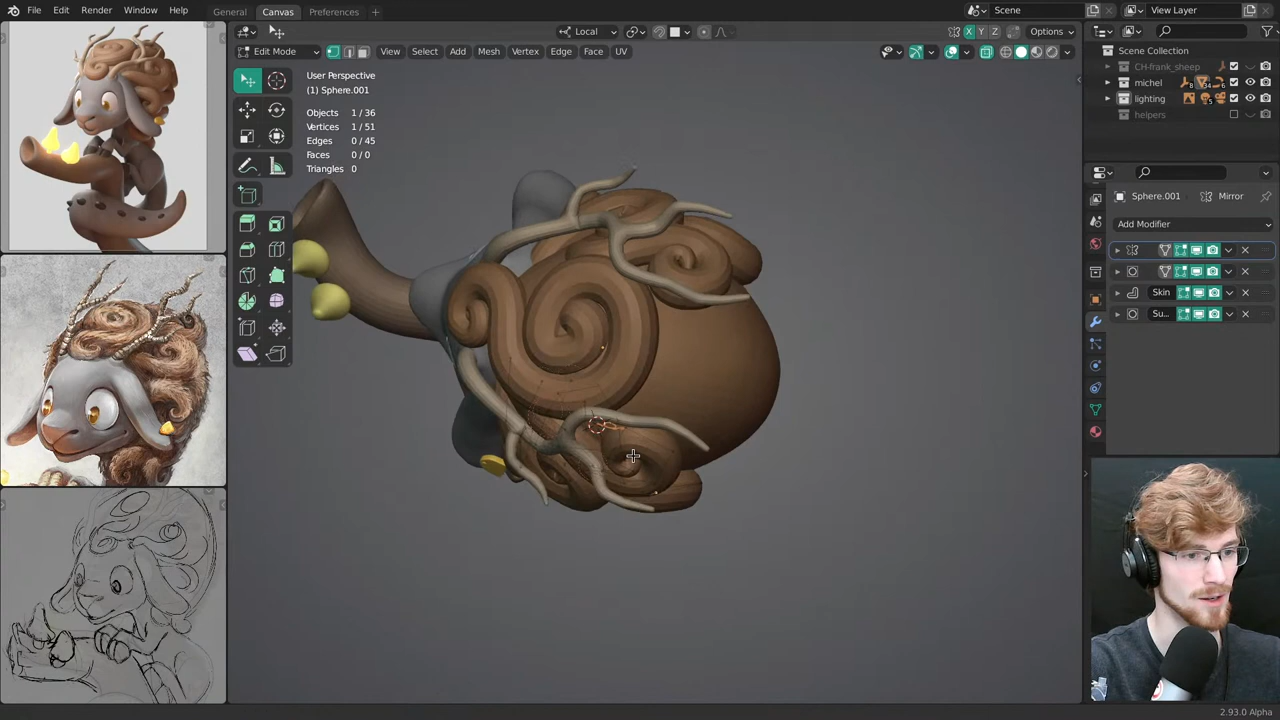 File Edit Render Window Help General Canvas Preferences + Scene View Layer
Local X Y Z Options
Edit Mode View Select Add Mesh Vertex Edge Face UV
User Perspective
(1) Sphere.001
Objects 1 / 36
Vertices 1 / 51
Edges 0 / 45
Faces 0 / 0
Triangles 0
Scene Collection
CH-frank_sheep
michel
lighting
helpers
Sphere.001 Mirror
Add Modifier
Skin
Su...
2.93.0 Alpha